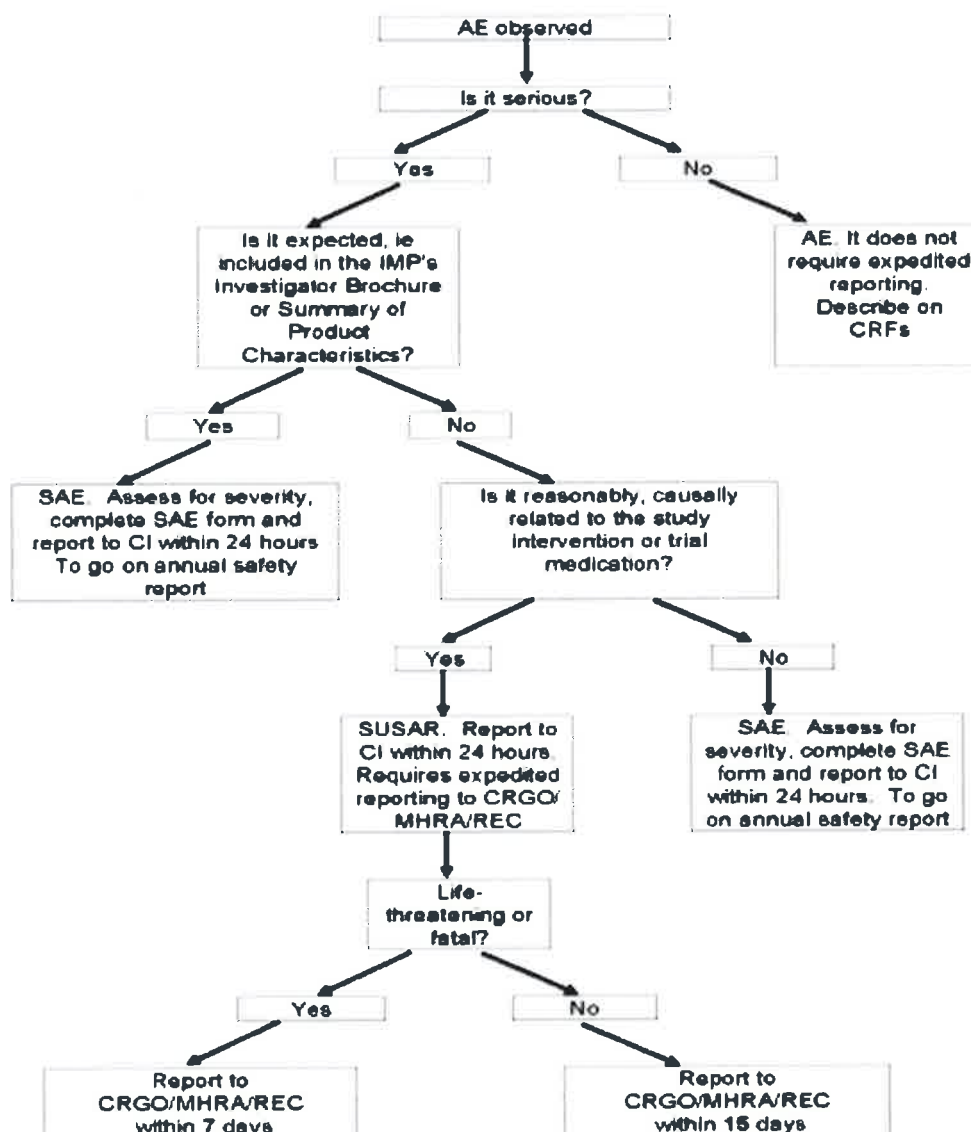 AE observed
Is it serious?
Yes
No
Is it expected, ie
included in the IMP's
Investigator Brochure
or Summary of
Product
Characteristics?
AE. It does not
require expedited
reporting.
Describe on
CRFs
Yes
No
SAE. Assess for severity,
complete SAE form and
report to CI within 24 hours
To go on annual safety
report
Is it reasonably, causally
related to the study
intervention or trial
medication?
Yes
No
SUSAR. Report to
CI within 24 hours.
Requires expedited
reporting to CRGO/
MHRA/REC
SAE. Assess for
severity, complete SAE
form and report to CI
within 24 hours. To go
on annual safety report
Life-
threatening or
fatal?
Yes
No
Report to
CRGO/MHRA/REC
within 7 days
Report to
CRGO/MHRA/REC
within 15 days